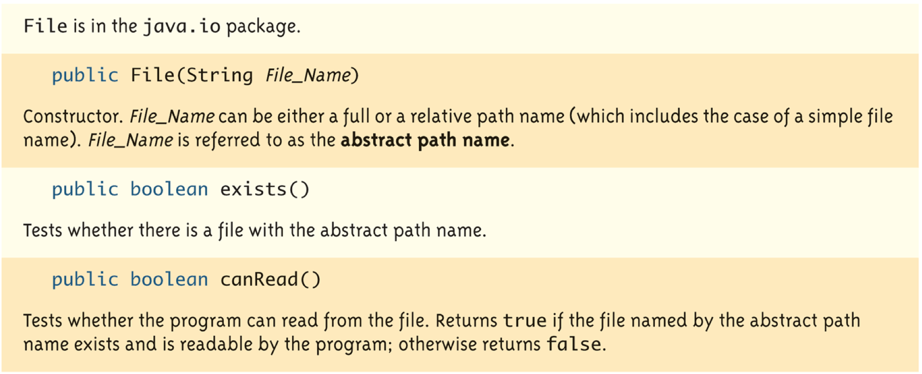 File is in the java.io package.
public File(String File_Name)
Constructor. File_Name can be either a full or a relative path name (which includes the case of a simple file
name). File_Name is referred to as the abstract path name.
public boolean exists()
Tests whether there is a file with the abstract path name.
public boolean canRead()
Tests whether the program can read from the file. Returns true if the file named by the abstract path
name exists and is readable by the program; otherwise returns false.